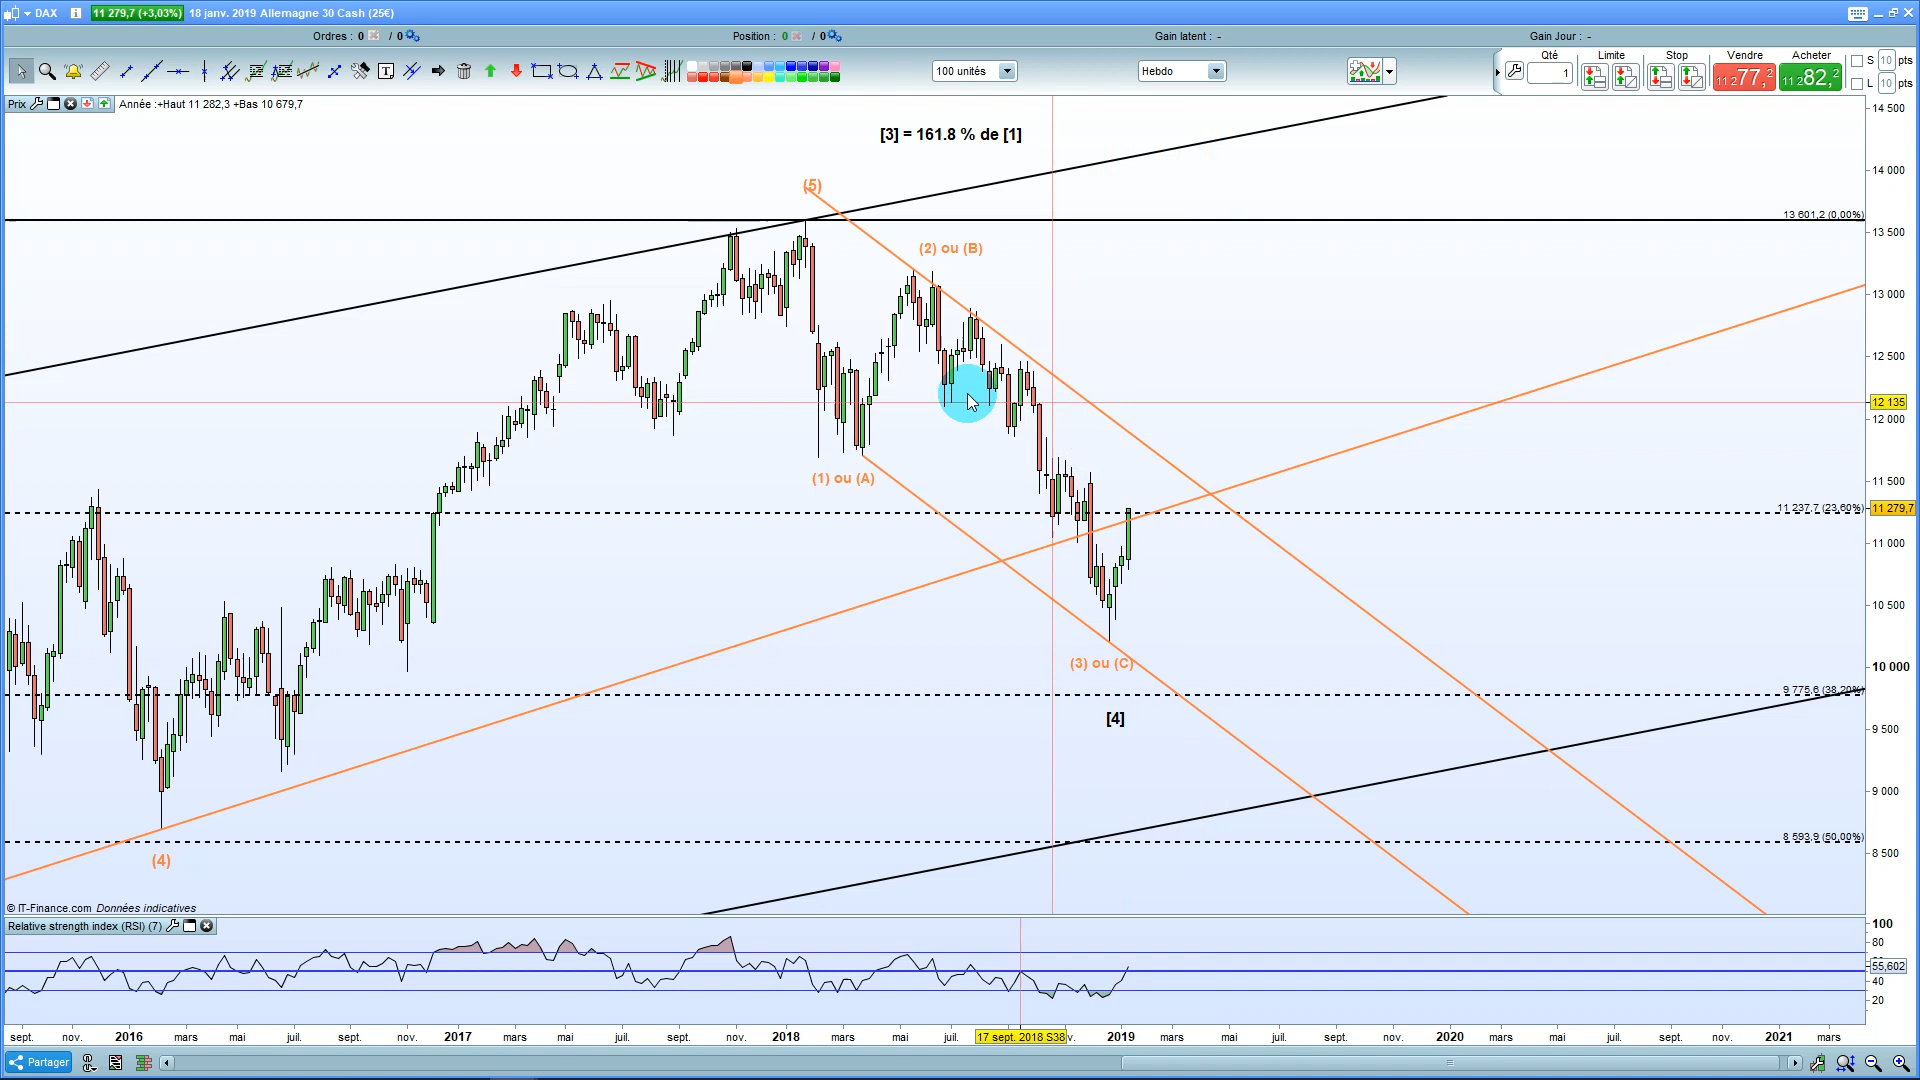 DAX 11 279,7 (+3,03%) 18 janv. 2019 Allemagne 30 Cash (25€)
Ordres : 0 / 0 Position : 0 / 0 Gain latent : - Gain Jour : -
100 unités Hebdo
Qté Limite Stop Vendre Acheter
1 11 277,2 11 282,2
S 10 pts
L 10 pts
Prix Année :+Haut 11 282,3 +Bas 10 679,7
[3] = 161.8 % de [1]
(5)
(2) ou (B)
(1) ou (A)
(3) ou (C)
[4]
(4)
13 601,2 (0,00%)
11 237,7 (23,60%)
9 775,6 (38,20%)
8 593,9 (50,00%)
14 500
14 000
13 500
13 000
12 500
12 135
12 000
11 500
11 279,7
11 000
10 500
10 000
9 500
9 000
8 500
© IT-Finance.com Données indicatives
Relative strength index (RSI) (7)
100
80
55,602
40
20
sept. nov. 2016 mars mai juil. sept. nov. 2017 mars mai juil. sept. nov. 2018 mars mai juil. 17 sept. 2018 S38 v. 2019 mars mai juil. sept. nov. 2020 mars mai juil. sept. nov. 2021 mars
Partager